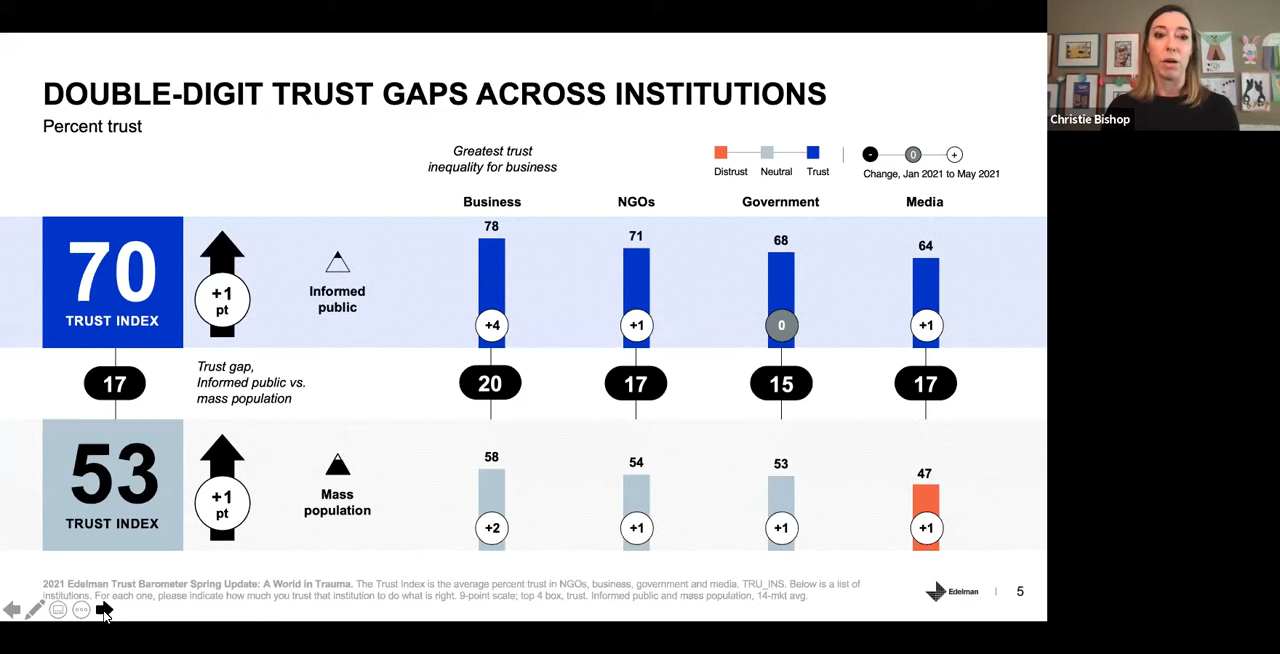 DOUBLE-DIGIT TRUST GAPS ACROSS INSTITUTIONS
Percent trust
Christie Bishop
Greatest trust
inequality for business
Distrust Neutral Trust
- 0 +
Change, Jan 2021 to May 2021
Business NGOs Government Media
70
TRUST INDEX
+1
pt
Informed
public
78 71 68 64
+4 +1 0 +1
17
Trust gap,
Informed public vs.
mass population
20 17 15 17
53
TRUST INDEX
+1
pt
Mass
population
58 54 53 47
+2 +1 +1 +1
2021 Edelman Trust Barometer Spring Update: A World in Trauma. The Trust Index is the average percent trust in NGOs, business, government and media. TRU_INS. Below is a list of
institutions. For each one, please indicate how much you trust that institution to do what is right. 9-point scale; top 4 box, trust. Informed public and mass population, 14-mkt avg.
Edelman
5